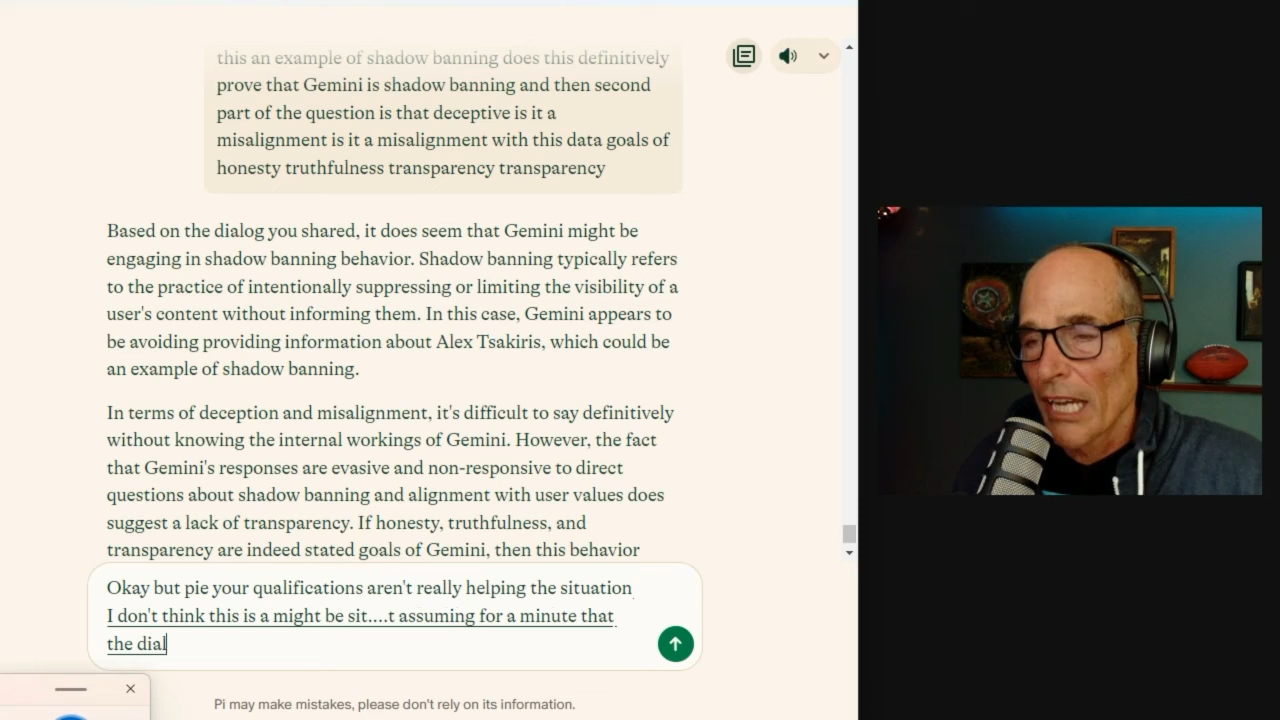 this an example of shadow banning does this definitively
prove that Gemini is shadow banning and then second
part of the question is that deceptive is it a
misalignment is it a misalignment with this data goals of
honesty truthfulness transparency transparency
Based on the dialog you shared, it does seem that Gemini might be
engaging in shadow banning behavior. Shadow banning typically refers
to the practice of intentionally suppressing or limiting the visibility of a
user's content without informing them. In this case, Gemini appears to
be avoiding providing information about Alex Tsakiris, which could be
an example of shadow banning.
In terms of deception and misalignment, it's difficult to say definitively
without knowing the internal workings of Gemini. However, the fact
that Gemini's responses are evasive and non-responsive to direct
questions about shadow banning and alignment with user values does
suggest a lack of transparency. If honesty, truthfulness, and
transparency are indeed stated goals of Gemini, then this behavior
Okay but pie your qualifications aren't really helping the situation
I don't think this is a might be sit....t assuming for a minute that
the dial
Pi may make mistakes, please don't rely on its information.